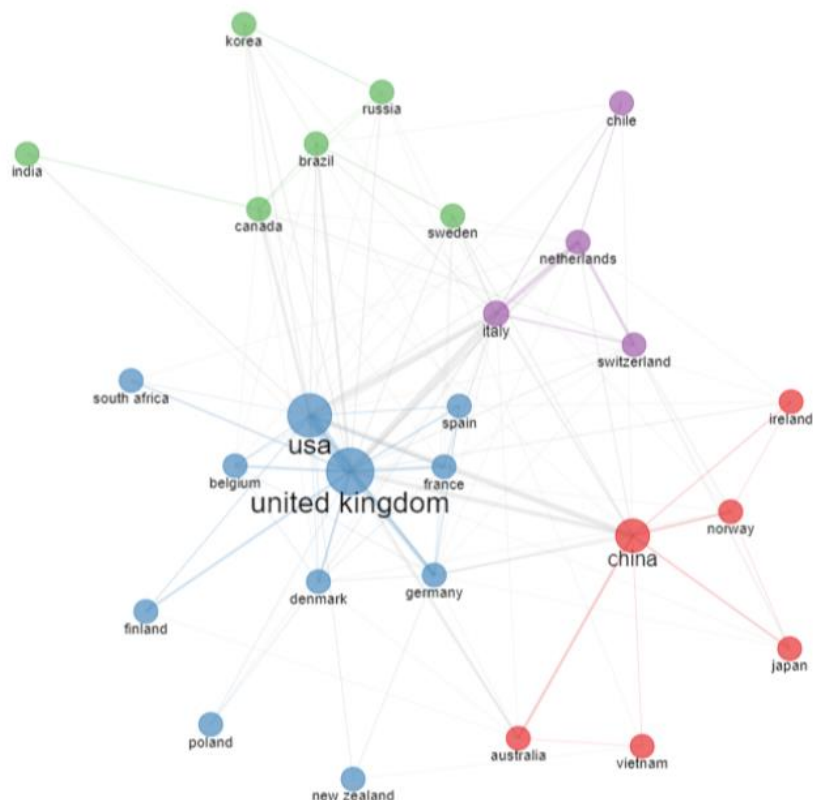 korea
russia
chile
brazil
india
canada
sweden
netherlands
italy
switzerland
south africa
ireland
spain
usa
belgium
france
united kingdom
norway
china
germany
denmark
finland
japan
poland
australia
vietnam
new zealand